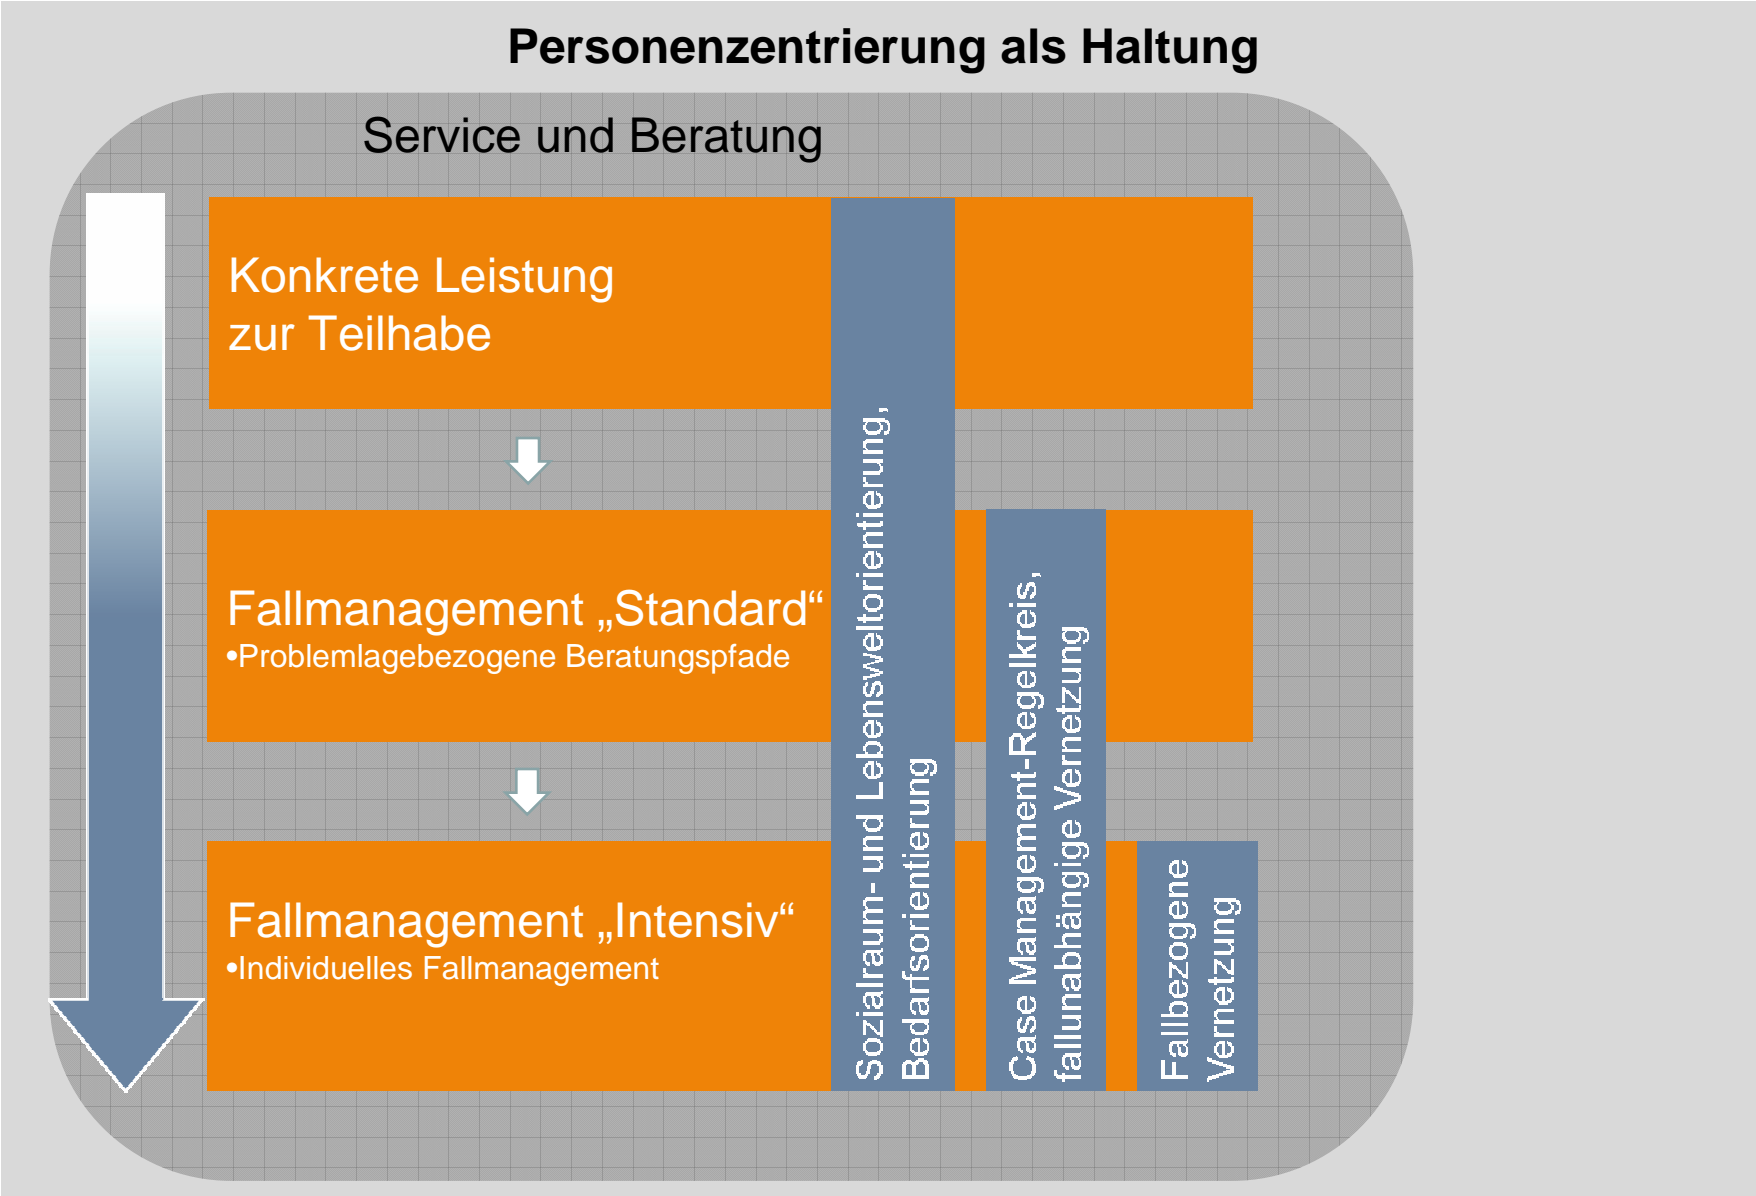 Personenzentrierung als Haltung
Service und Beratung
Konkrete Leistung
zur Teilhabe
Fallmanagement „Standard“
•Problemlagebezogene Beratungspfade
Fallmanagement „Intensiv“
•Individuelles Fallmanagement
Sozialraum- und Lebensweltorientierung,
Bedarfsorientierung
Case Management-Regelkreis,
fallunabhängige Vernetzung
Fallbezogene
Vernetzung